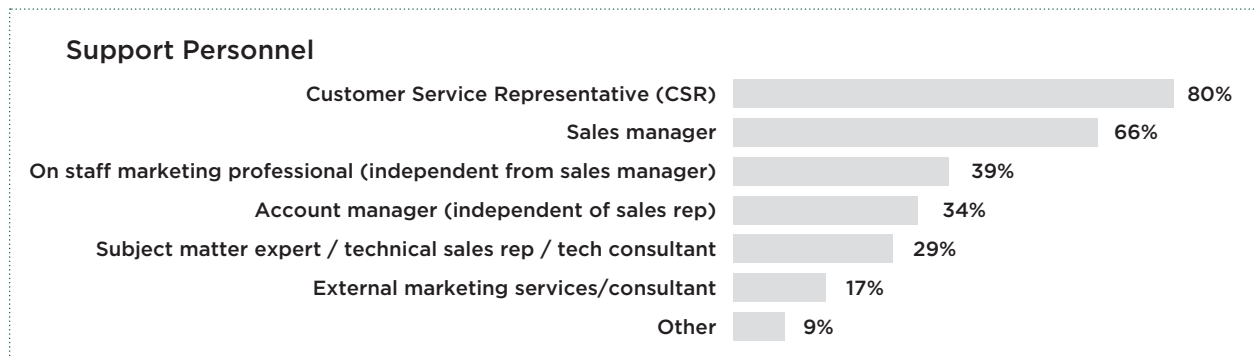 Support Personnel
Customer Service Representative (CSR) 80%
Sales manager 66%
On staff marketing professional (independent from sales manager) 39%
Account manager (independent of sales rep) 34%
Subject matter expert / technical sales rep / tech consultant 29%
External marketing services/consultant 17%
Other 9%